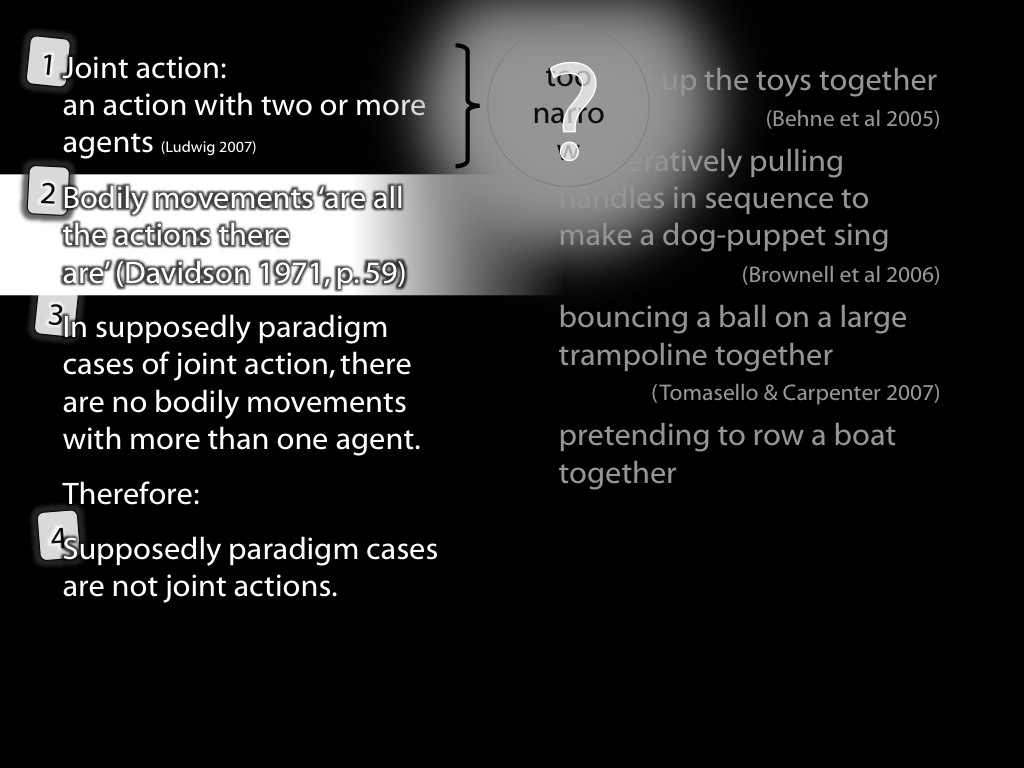 1
Joint action:
an action with two or more
agents (Ludwig 2007)
2
Bodily movements ‘are all
the actions there
are’ (Davidson 1971, p. 59)
3
In supposedly paradigm
cases of joint action, there
are no bodily movements
with more than one agent.
Therefore:
4
Supposedly paradigm cases
are not joint actions.
too
narro
w
?
up the toys together
(Behne et al 2005)
pulling
handles in sequence to
make a dog-puppet sing
(Brownell et al 2006)
bouncing a ball on a large
trampoline together
(Tomasello & Carpenter 2007)
pretending to row a boat
together